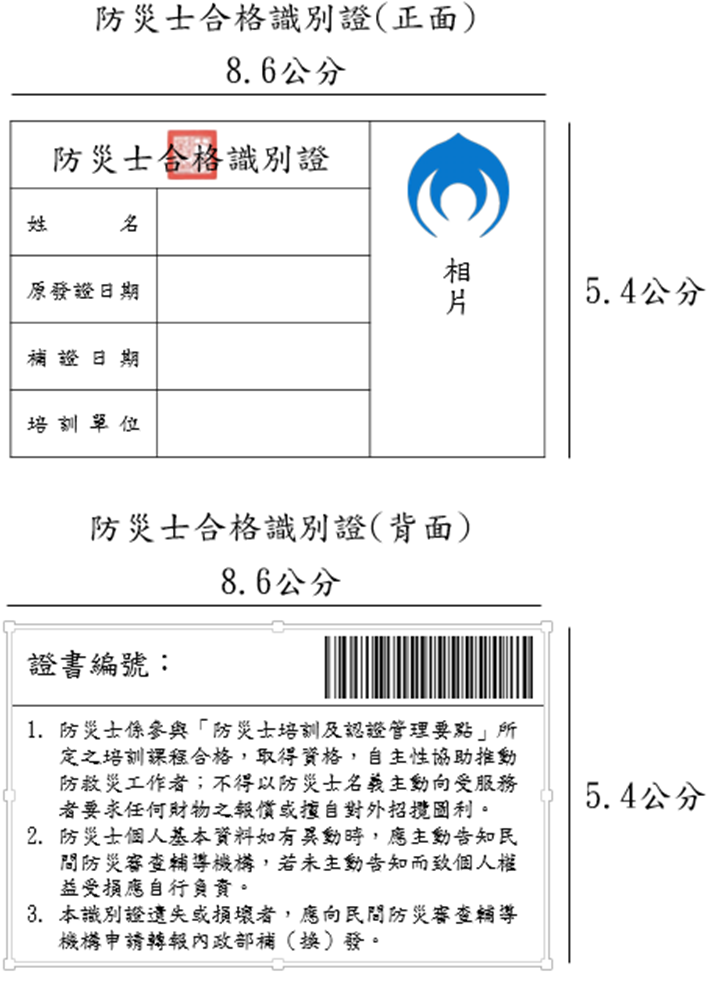 防災士合格識別證(正面)
8.6公分
防災士合格識別證
姓名
原發證日期
補證日期
培訓單位
相
片
5.4公分
防災士合格識別證(背面)
8.6公分
證書編號：
1. 防災士係參與「防災士培訓及認證管理要點」所
定之培訓課程合格，取得資格，自主性協助推動
防救災工作者；不得以防災士名義主動向受服務
者要求任何財物之報償或擅自對外招攬圖利。
2. 防災士個人基本資料如有異動時，應主動告知民
間防災審查輔導機構，若未主動告知而致個人權
益受損應自行負責。
3. 本識別證遺失或損壞者，應向民間防災審查輔導
機構申請轉報內政部補（換）發。
5.4公分